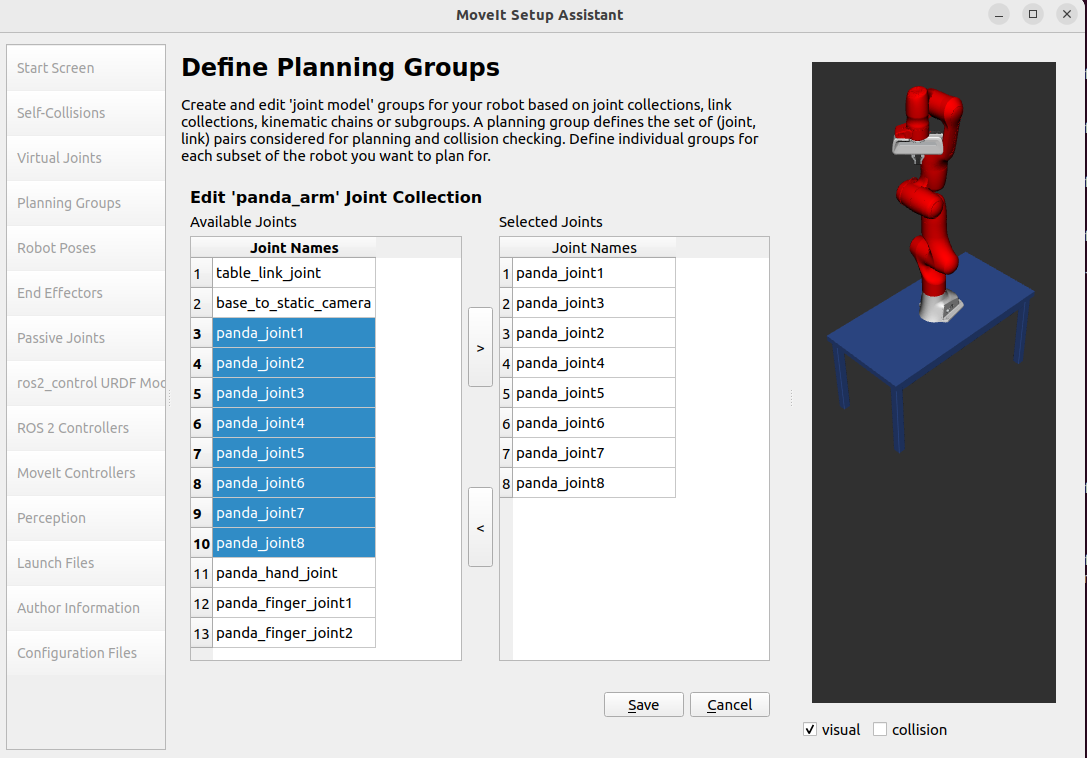 MoveIt Setup Assistant
Start Screen
Self-Collisions
Virtual Joints
Planning Groups
Robot Poses
End Effectors
Passive Joints
ros2_control URDF Mod
ROS 2 Controllers
MoveIt Controllers
Perception
Launch Files
Author Information
Configuration Files
Define Planning Groups
Create and edit 'joint model' groups for your robot based on joint collections, link
collections, kinematic chains or subgroups. A planning group defines the set of (joint,
link) pairs considered for planning and collision checking. Define individual groups for
each subset of the robot you want to plan for.
Edit 'panda_arm' Joint Collection
Available Joints
Joint Names
1 table_link_joint
2 base_to_static_camera
3 panda_joint1
4 panda_joint2
5 panda_joint3
6 panda_joint4
7 panda_joint5
8 panda_joint6
9 panda_joint7
10 panda_joint8
11 panda_hand_joint
12 panda_finger_joint1
13 panda_finger_joint2
>
<
Selected Joints
Joint Names
1 panda_joint1
2 panda_joint3
3 panda_joint2
4 panda_joint4
5 panda_joint5
6 panda_joint6
7 panda_joint7
8 panda_joint8
Save
Cancel
visual
collision